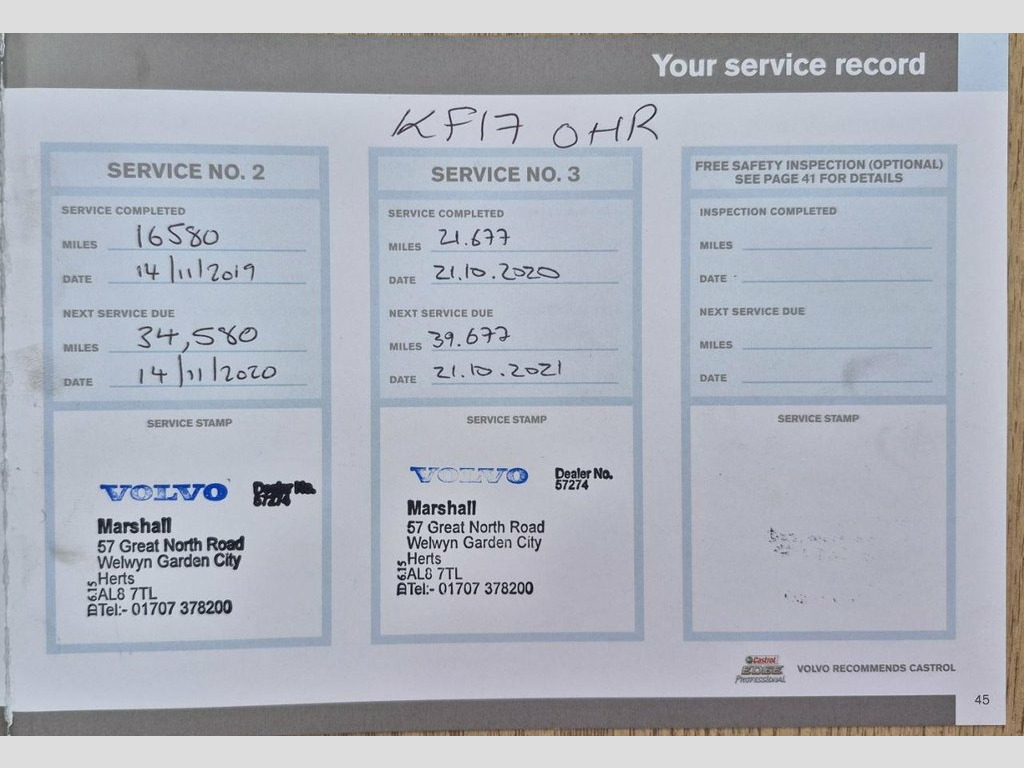 Your service record
KF17 OHR
SERVICE NO. 2
SERVICE COMPLETED
MILES 16580
DATE 14/11/2019
NEXT SERVICE DUE
MILES 34,580
DATE 14/11/2020
SERVICE STAMP
VOLVO Dealer No.
57274
Marshall
57 Great North Road
Welwyn Garden City
Herts
AL8 7TL
Tel:- 01707 378200
D 6.15
SERVICE NO. 3
SERVICE COMPLETED
MILES 21.677
DATE 21.10.2020
NEXT SERVICE DUE
MILES 39.677
DATE 21.10.2021
SERVICE STAMP
VOLVO Dealer No.
57274
Marshall
57 Great North Road
Welwyn Garden City
Herts
AL8 7TL
Tel:- 01707 378200
D 6.15
FREE SAFETY INSPECTION (OPTIONAL)
SEE PAGE 41 FOR DETAILS
INSPECTION COMPLETED
MILES
DATE
NEXT SERVICE DUE
MILES
DATE
SERVICE STAMP
Castrol
EDGE
Professional
VOLVO RECOMMENDS CASTROL
45